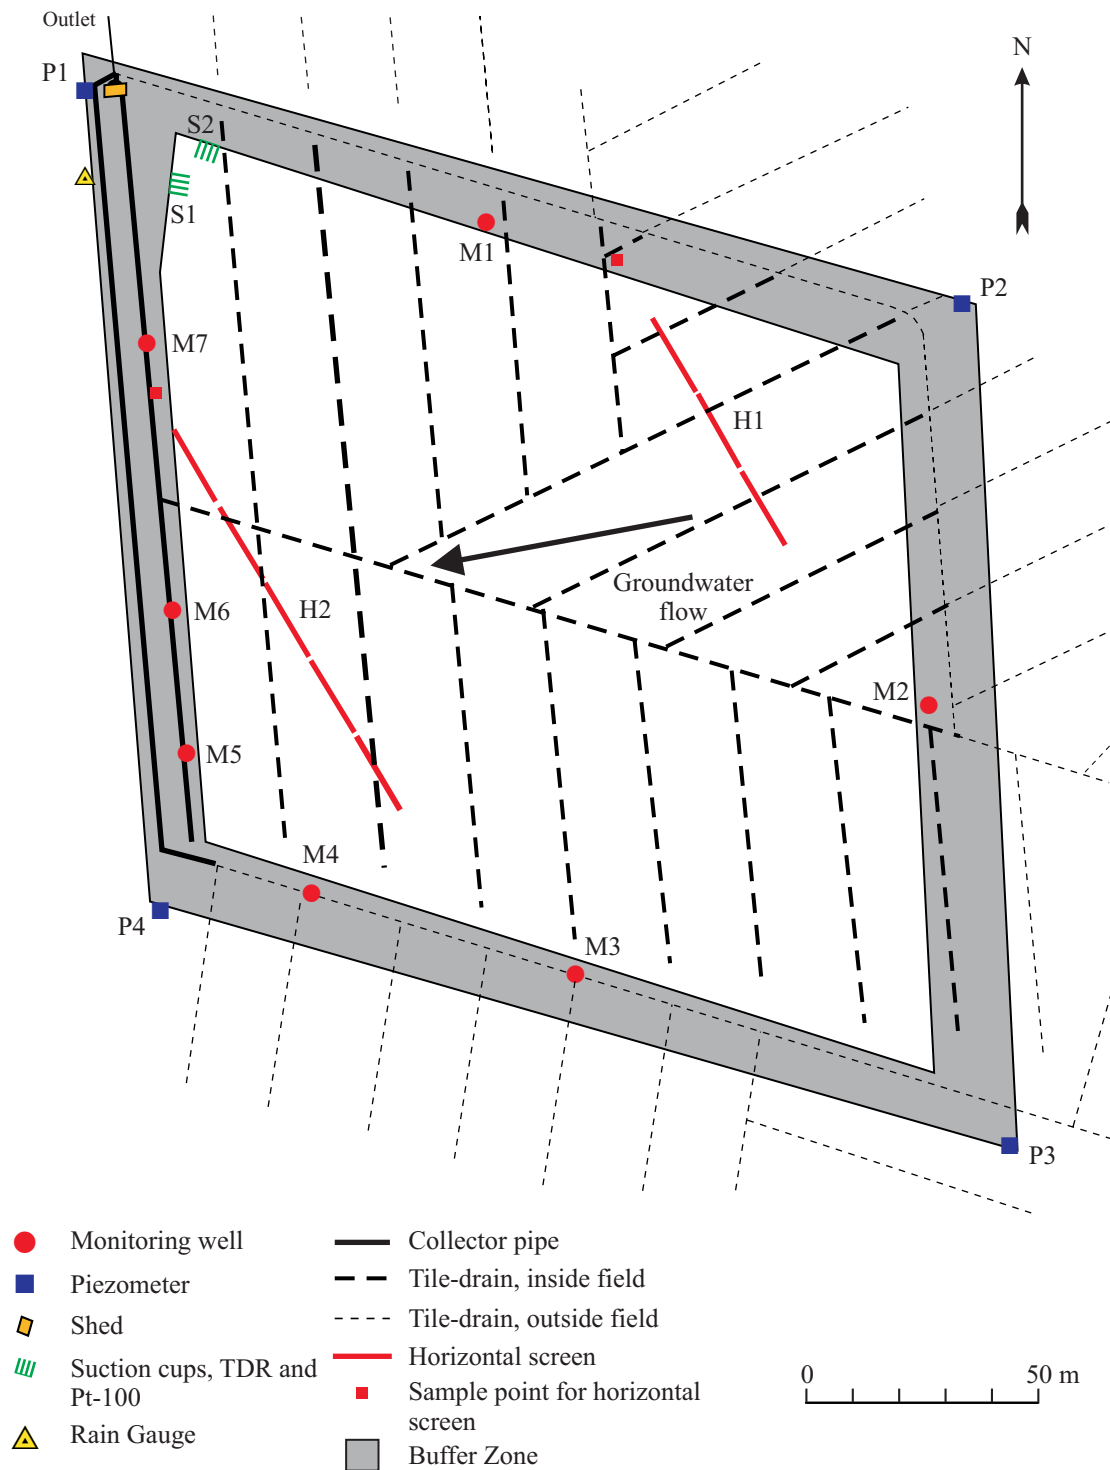 Outlet
N
P1
S2
S1
M1
P2
M7
H1
Groundwater
flow
H2
M6
M2
M5
M4
M3
P4
P3
Monitoring well
Piezometer
Shed
Suction cups, TDR and
Pt-100
Rain Gauge
Collector pipe
Tile-drain, inside field
Tile-drain, outside field
Horizontal screen
Sample point for horizontal
screen
Buffer Zone
0 50 m